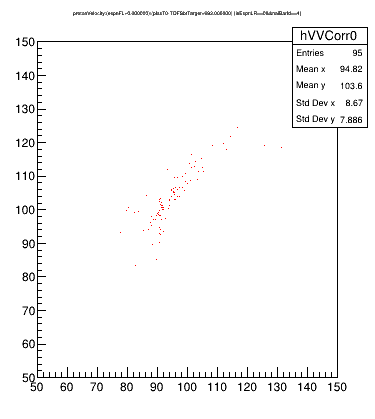 hVVCorr0
Entries 95
Mean x 94.82
Mean y 103.6
Std Dev x 8.67
Std Dev y 7.886
150
140
130
120
110
100
90
80
70
60
50
50 60 70 80 90 100 110 120 130 140 150